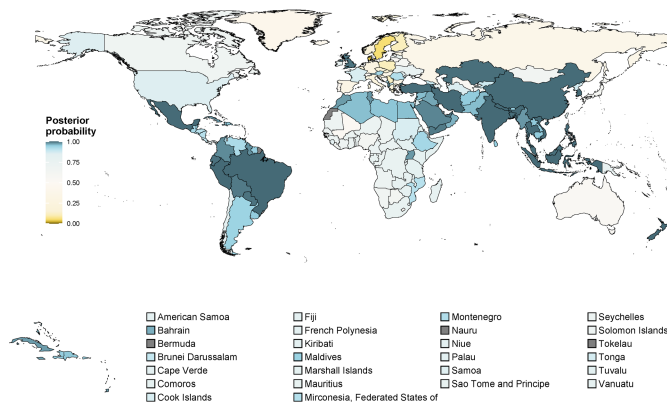 Posterior
probability
1.00
0.75
0.50
0.25
0.00
American Samoa
Bahrain
Bermuda
Brunei Darussalam
Cape Verde
Comoros
Cook Islands
Fiji
French Polynesia
Kiribati
Maldives
Marshall Islands
Mauritius
Mirconesia, Federated States of
Montenegro
Nauru
Niue
Palau
Samoa
Sao Tome and Principe
Seychelles
Solomon Islands
Tokelau
Tonga
Tuvalu
Vanuatu